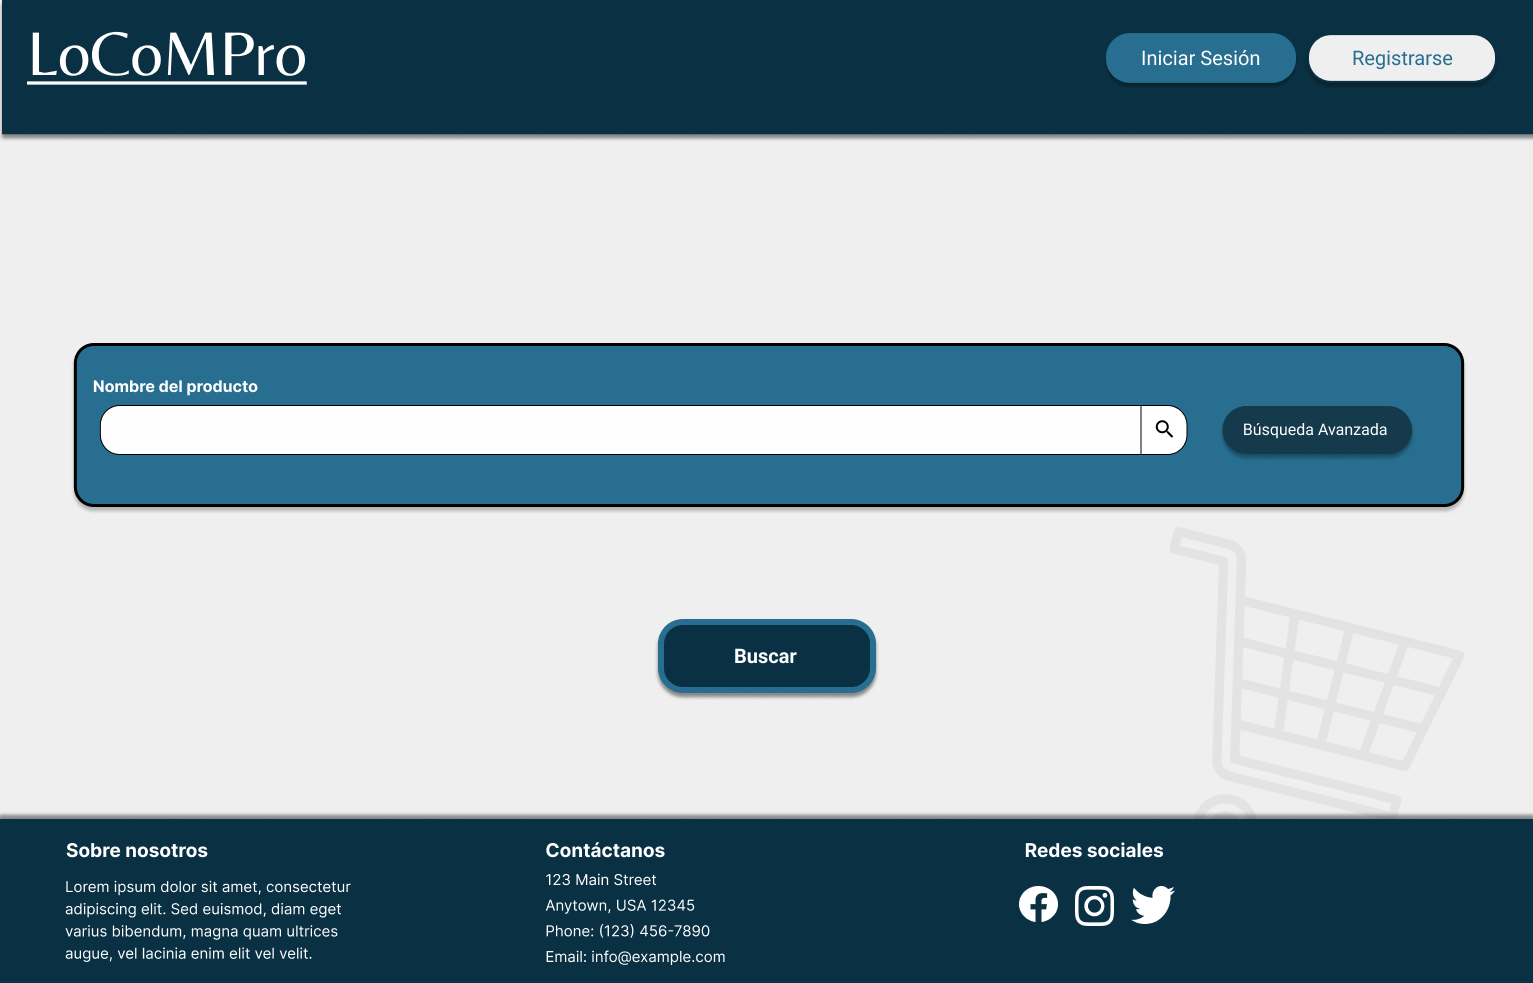 LoCoMPro
Iniciar Sesión
Registrarse
Nombre del producto
Búsqueda Avanzada
Buscar
Sobre nosotros
Lorem ipsum dolor sit amet, consectetur
adipiscing elit. Sed euismod, diam eget
varius bibendum, magna quam ultrices
augue, vel lacinia enim elit vel velit.
Contáctanos
123 Main Street
Anytown, USA 12345
Phone: (123) 456-7890
Email: info@example.com
Redes sociales